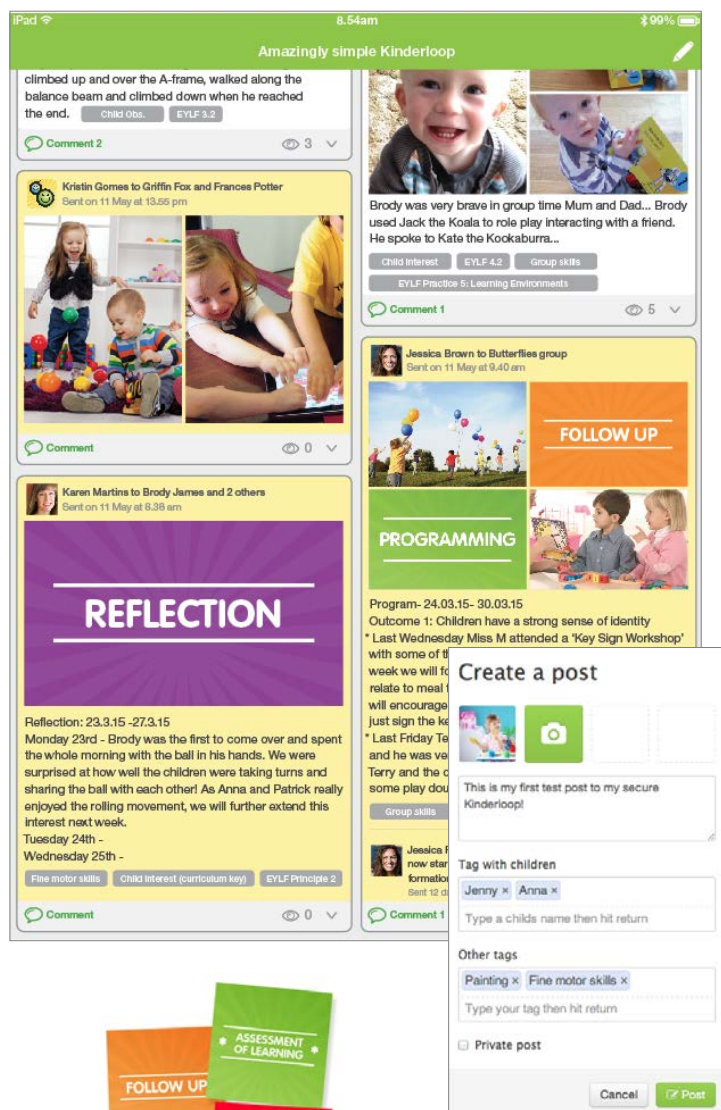 iPad
8.54am
99%
Amazingly simple Kinderloop
climbed up and over the A-frame, walked along the
balance beam and climbed down when he reached
the end. Child Obs. EYLF 3.2
Comment 2
3
Kristin Gomes to Griffin Fox and Frances Potter
Sent on 11 May at 13.55 pm
Comment
0
Karen Martins to Brody James and 2 others
Sent on 11 May at 8.36 am
REFLECTION
Reflection: 23.3.15 -27.3.15
Monday 23rd - Brody was the first to come over and spent
the whole morning with the ball in his hands. We were
surprised at how well the children were taking turns and
sharing the ball with each other! As Anna and Patrick really
enjoyed the rolling movement, we will further extend this
interest next week.
Tuesday 24th -
Wednesday 25th -
Fine motor skills Child Interest (curriculum key) EYLF Principle 2
Comment
0
Brody was very brave in group time Mum and Dad... Brody
used Jack the Koala to role play interacting with a friend.
He spoke to Kate the Kookaburra...
Child Interest EYLF 4.2 Group skills
EYLF Practice 5: Learning Environments
Comment 1
5
Jessica Brown to Butterflies group
Sent on 11 May at 9.40 am
FOLLOW UP
PROGRAMMING
Program- 24.03.15- 30.03.15
Outcome 1: Children have a strong sense of identity
* Last Wednesday Miss M attended a 'Key Sign Workshop'
with some of
week we will
relate to meal
will encourage
just sign the
* Last Friday
and he was
Terry and the
some play
Group skills
Jessica
now
formation
Sent 12
Comment 1
Create a post
This is my first test post to my secure
Kinderloop!
Tag with children
Jenny × Anna ×
Type a childs name then hit return
Other tags
Painting × Fine motor skills ×
Type your tag then hit return
Private post
Cancel
Post
ASSESSMENT
OF LEARNING
FOLLOW UP